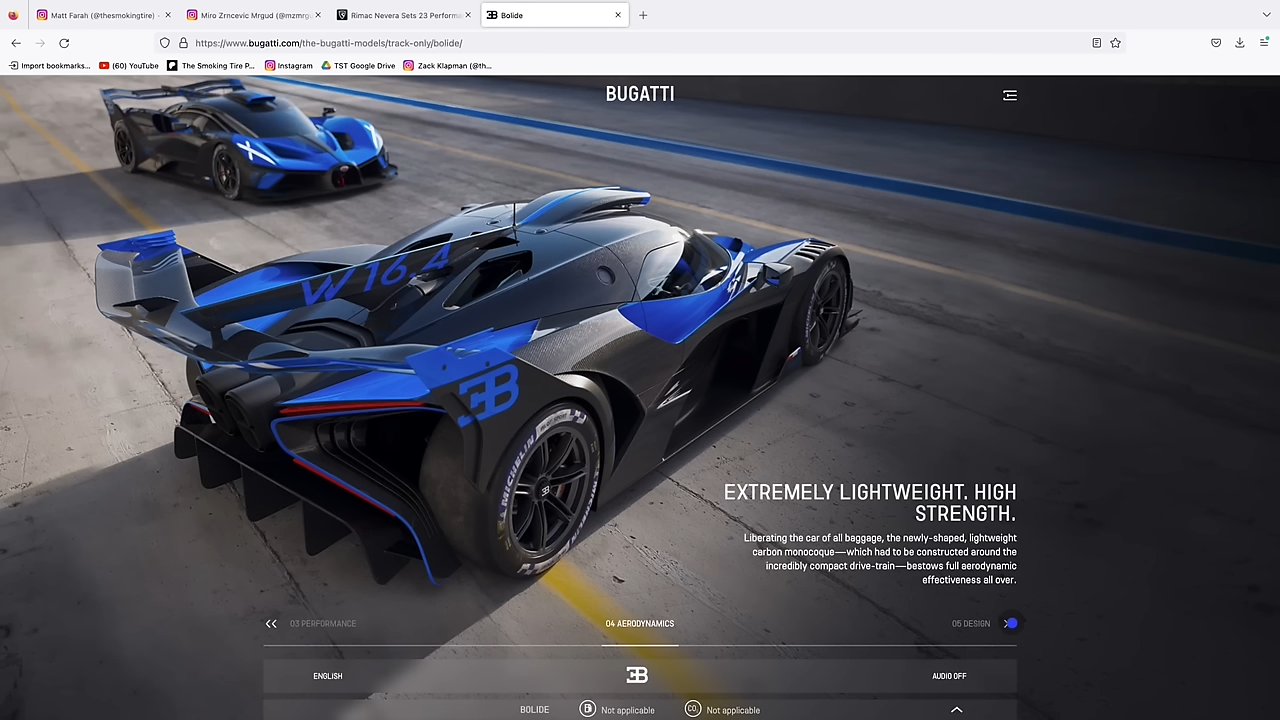 Matt Farah (@thesmokingtire)
Miro Zrncevic Mrgud (@mzmrg
Rimac Nevera Sets 23 Performa
Bolide
https://www.bugatti.com/the-bugatti-models/track-only/bolide/
Import bookmarks...
(60) YouTube
The Smoking Tire P...
Instagram
TST Google Drive
Zack Klapman (@th...
BUGATTI
W16.4
EB
MICHELIN
EXTREMELY LIGHTWEIGHT. HIGH
STRENGTH.
Liberating the car of all baggage, the newly-shaped, lightweight
carbon monocoque—which had to be constructed around the
incredibly compact drive-train—bestows full aerodynamic
effectiveness all over.
03 PERFORMANCE
04 AERODYNAMICS
05 DESIGN
ENGLISH
EB
AUDIO OFF
BOLIDE
Not applicable
CO₂
Not applicable